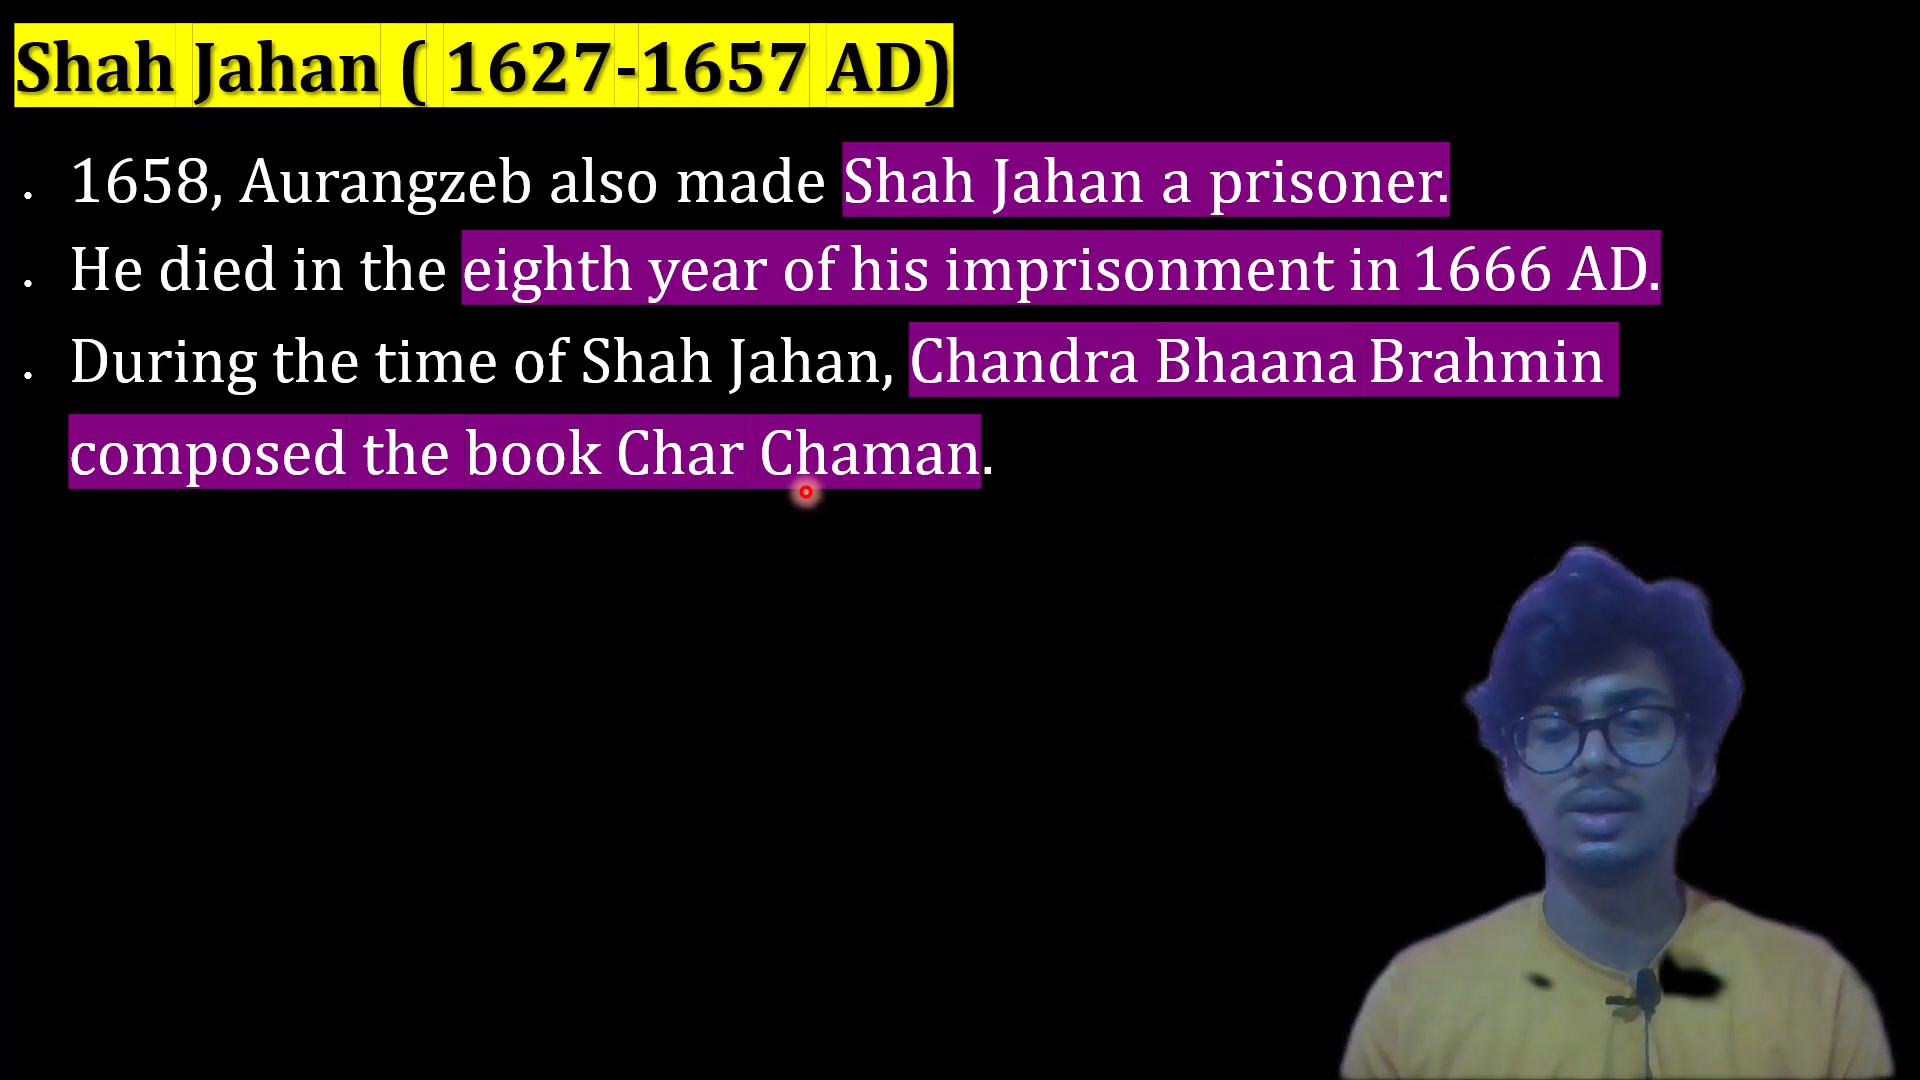 Shah Jahan ( 1627-1657 AD)
. 1658, Aurangzeb also made Shah Jahan a prisoner.
. He died in the eighth year of his imprisonment in 1666 AD.
. During the time of Shah Jahan, Chandra Bhaana Brahmin
composed the book Char Chaman.